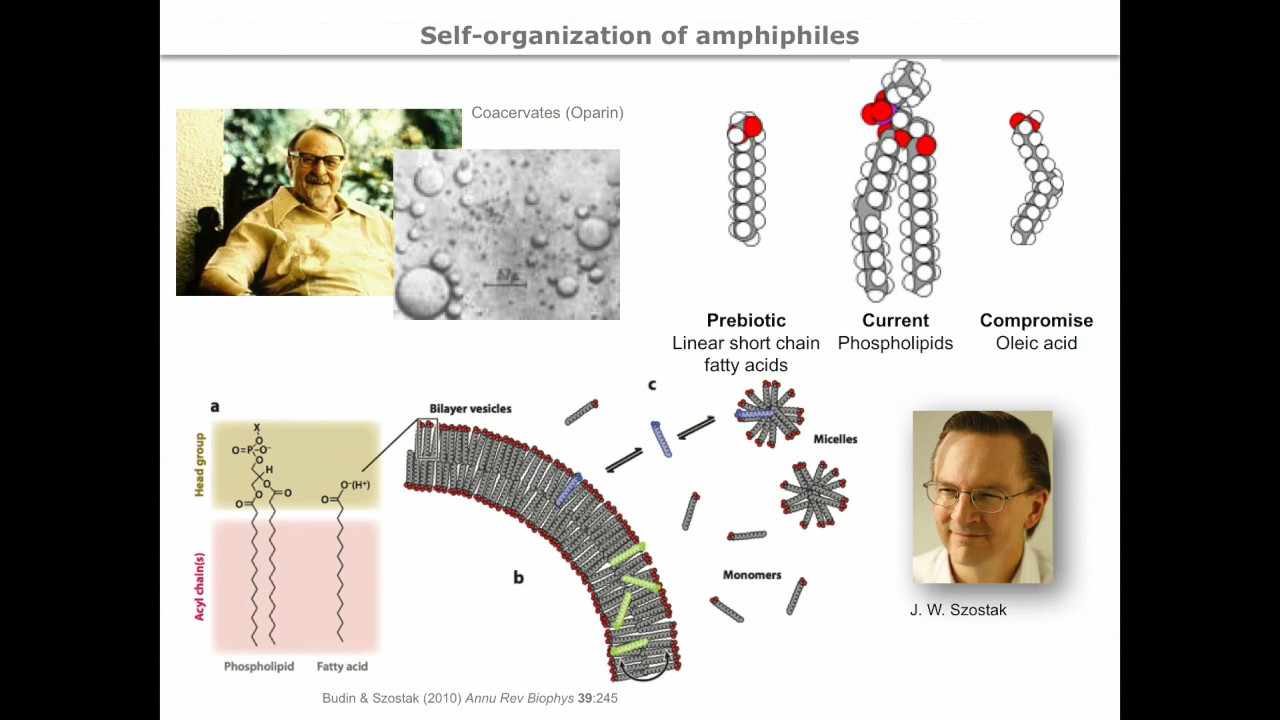 Self-organization of amphiphiles
Coacervates (Oparin)
Prebiotic
Linear short chain
fatty acids
Current
Phospholipids
Compromise
Oleic acid
a
Head group
Acyl chain(s)
X
O
O=P–O⁻
O
H
O
O
O
O
O⁻(H⁺)
O
Phospholipid
Fatty acid
Bilayer vesicles
b
c
Micelles
Monomers
J. W. Szostak
Budin & Szostak (2010) Annu Rev Biophys 39:245